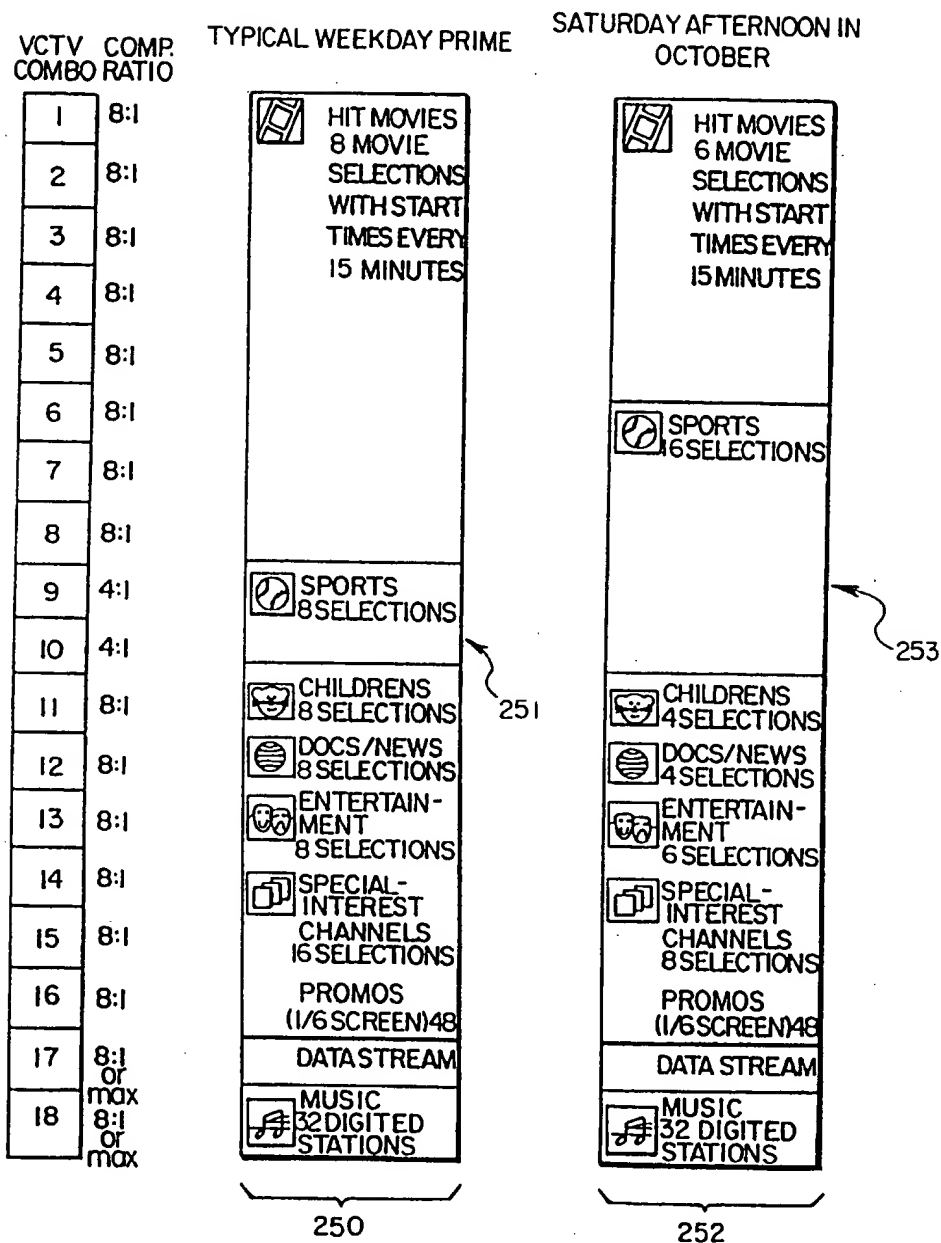 VCTV COMBO
COMP. RATIO
1 8:1
2 8:1
3 8:1
4 8:1
5 8:1
6 8:1
7 8:1
8 8:1
9 4:1
10 4:1
11 8:1
12 8:1
13 8:1
14 8:1
15 8:1
16 8:1
17 8:1 or max
18 8:1 or max
TYPICAL WEEKDAY PRIME
HIT MOVIES
8 MOVIE
SELECTIONS
WITH START
TIMES EVERY
15 MINUTES
SPORTS
8 SELECTIONS
251
CHILDRENS
8 SELECTIONS
DOCS/NEWS
8 SELECTIONS
ENTERTAIN-
MENT
8 SELECTIONS
SPECIAL-
INTEREST
CHANNELS
16 SELECTIONS
PROMOS
(1/6 SCREEN) 48
DATA STREAM
MUSIC
32 DIGITED
STATIONS
250
SATURDAY AFTERNOON IN
OCTOBER
HIT MOVIES
6 MOVIE
SELECTIONS
WITH START
TIMES EVERY
15 MINUTES
SPORTS
16 SELECTIONS
253
CHILDRENS
4 SELECTIONS
DOCS/NEWS
4 SELECTIONS
ENTERTAIN-
MENT
6 SELECTIONS
SPECIAL-
INTEREST
CHANNELS
8 SELECTIONS
PROMOS
(1/6 SCREEN) 48
DATA STREAM
MUSIC
32 DIGITED
STATIONS
252